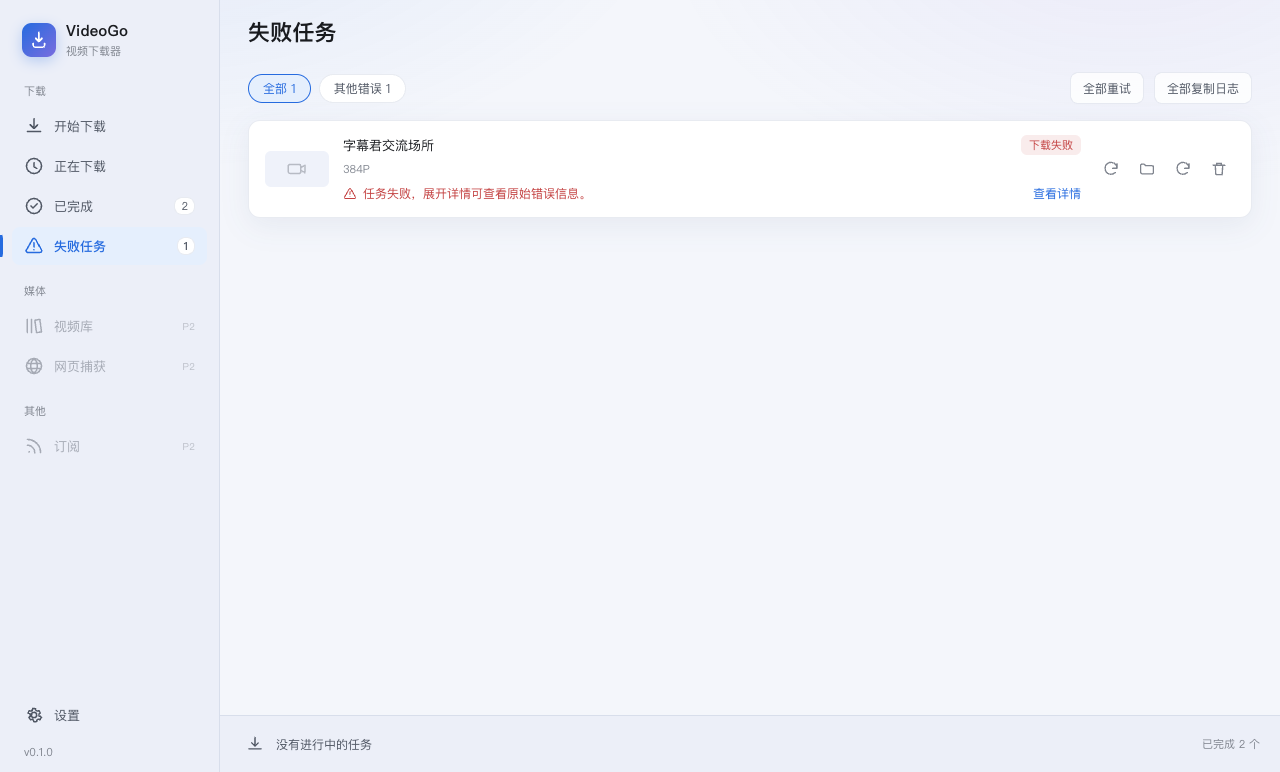 VideoGo
视频下载器
下载
开始下载
正在下载
已完成 2
失败任务 1
媒体
视频库 P2
网页捕获 P2
其他
订阅 P2
设置
v0.1.0
失败任务
全部 1 其他错误 1 全部重试 全部复制日志
字幕君交流场所 下载失败
384P
任务失败，展开详情可查看原始错误信息。 查看详情
没有进行中的任务 已完成 2 个